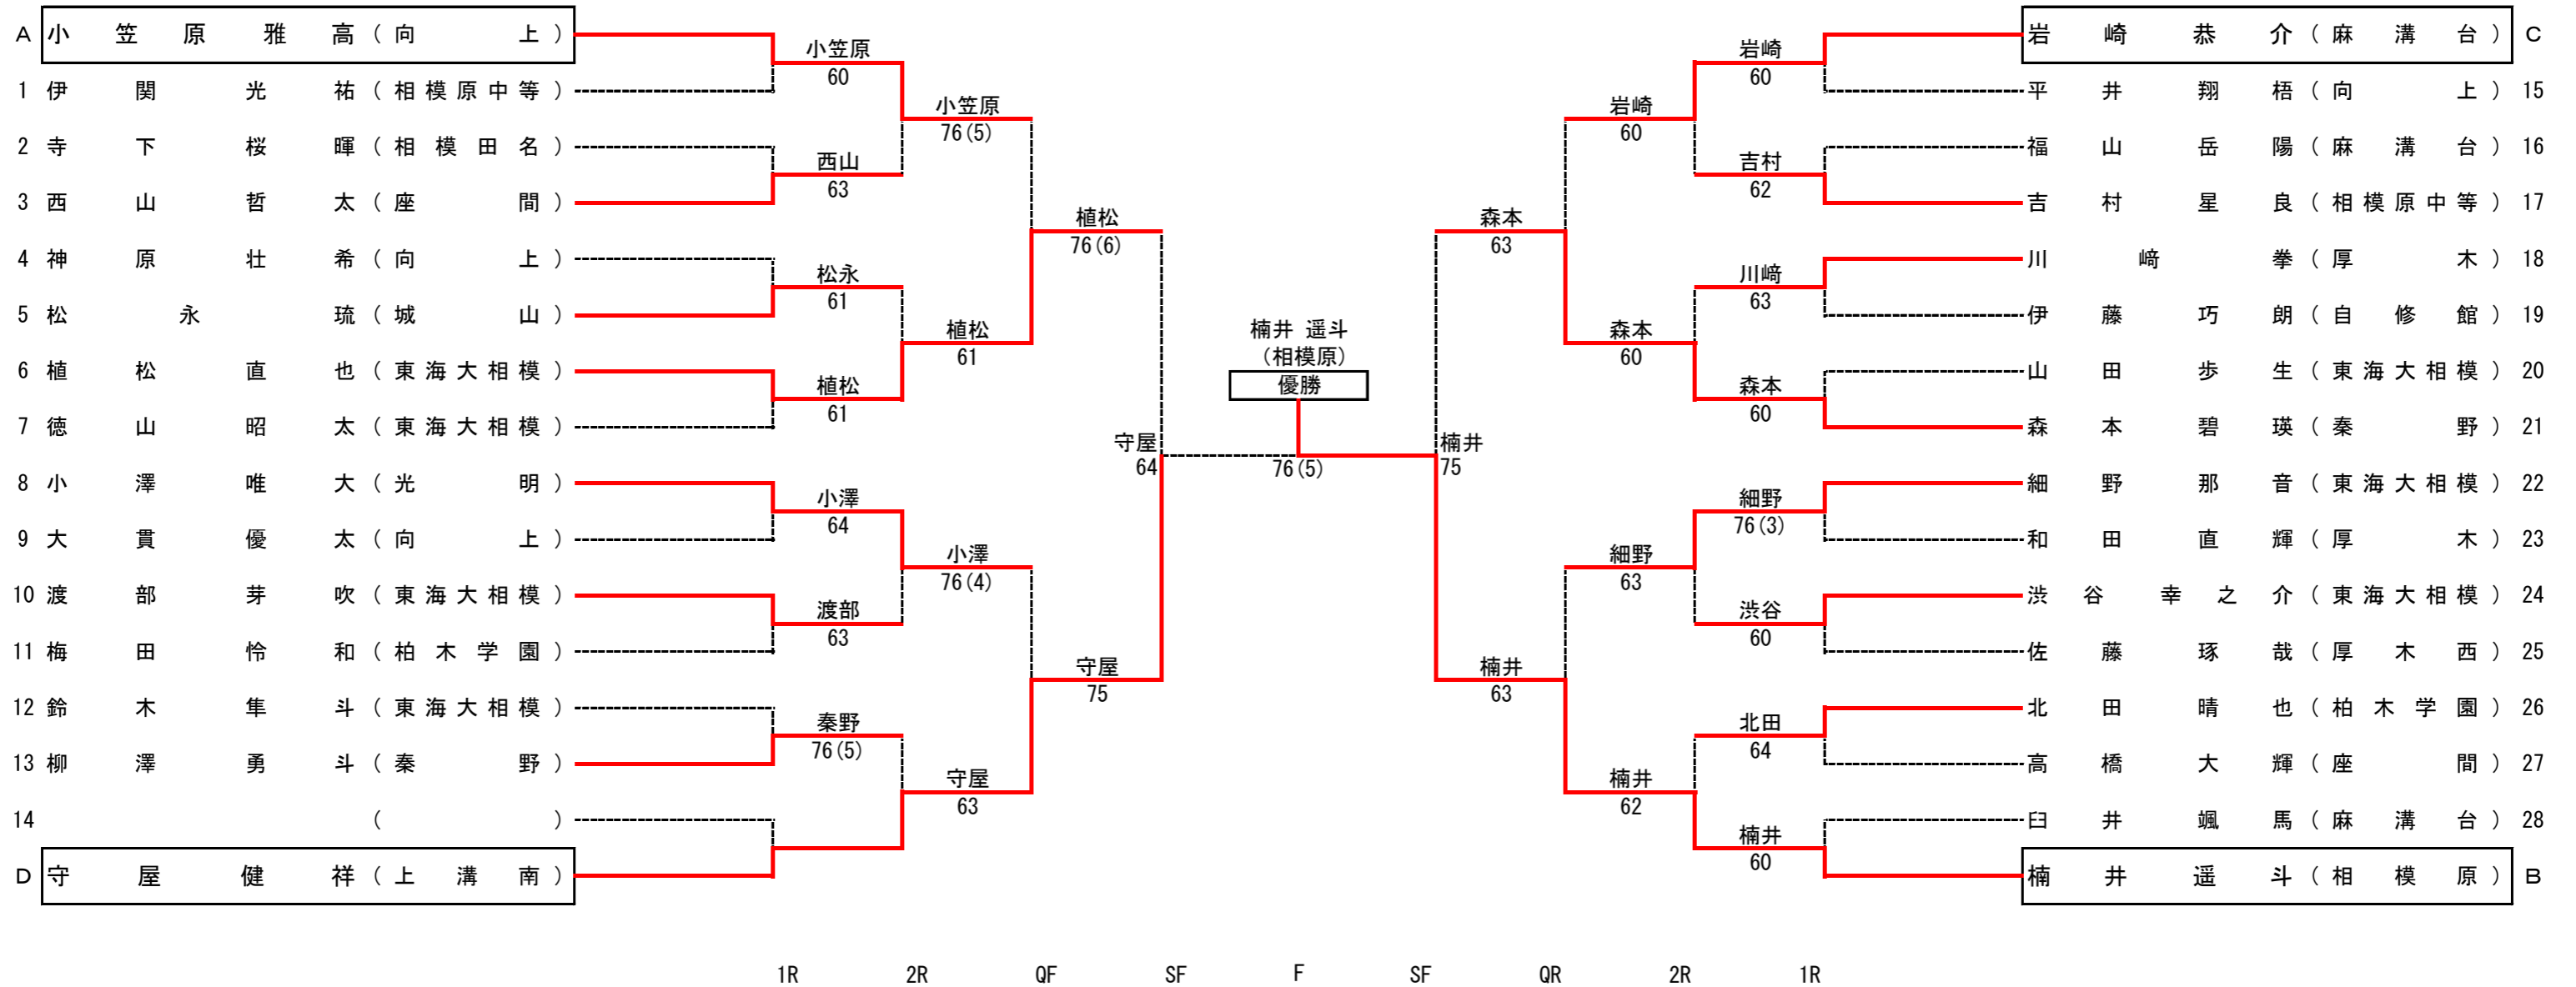 A 小笠原雅高（向上）
1 伊関光祐（相模原中等）
2 寺下桜暉（相模田名）
3 西山哲太（座間）
4 神原壮希（向上）
5 松永琉（城山）
6 植松直也（東海大相模）
7 徳山昭太（東海大相模）
8 小澤唯大（光明）
9 大貫優太（向上）
10 渡部芽吹（東海大相模）
11 梅田怜和（柏木学園）
12 鈴木隼斗（東海大相模）
13 柳澤勇斗（秦野）
14 （ ）
D 守屋健祥（上溝南）
小笠原
60
西山
63
松永
61
植松
61
小澤
64
渡部
63
秦野
76(5)
小笠原
76(5)
植松
61
小澤
76(4)
守屋
63
植松
76(6)
守屋
75
守屋
64
楠井 遥斗
（相模原）
優勝
76(5)
楠井
75
森本
63
楠井
63
岩崎
60
森本
60
細野
63
楠井
62
岩崎
60
吉村
62
川﨑
63
森本
60
細野
76(3)
渋谷
60
北田
64
楠井
60
岩崎恭介（麻溝台） C
平井翔梧（向上） 15
福山岳陽（麻溝台） 16
吉村星良（相模原中等） 17
川﨑拳（厚木） 18
伊藤巧朗（自修館） 19
山田歩生（東海大相模） 20
森本碧瑛（秦野） 21
細野那音（東海大相模） 22
和田直輝（厚木） 23
渋谷幸之介（東海大相模） 24
佐藤琢哉（厚木西） 25
北田晴也（柏木学園） 26
高橋大輝（座間） 27
臼井颯馬（麻溝台） 28
楠井遥斗（相模原） B
1R 2R QF SF F SF QR 2R 1R